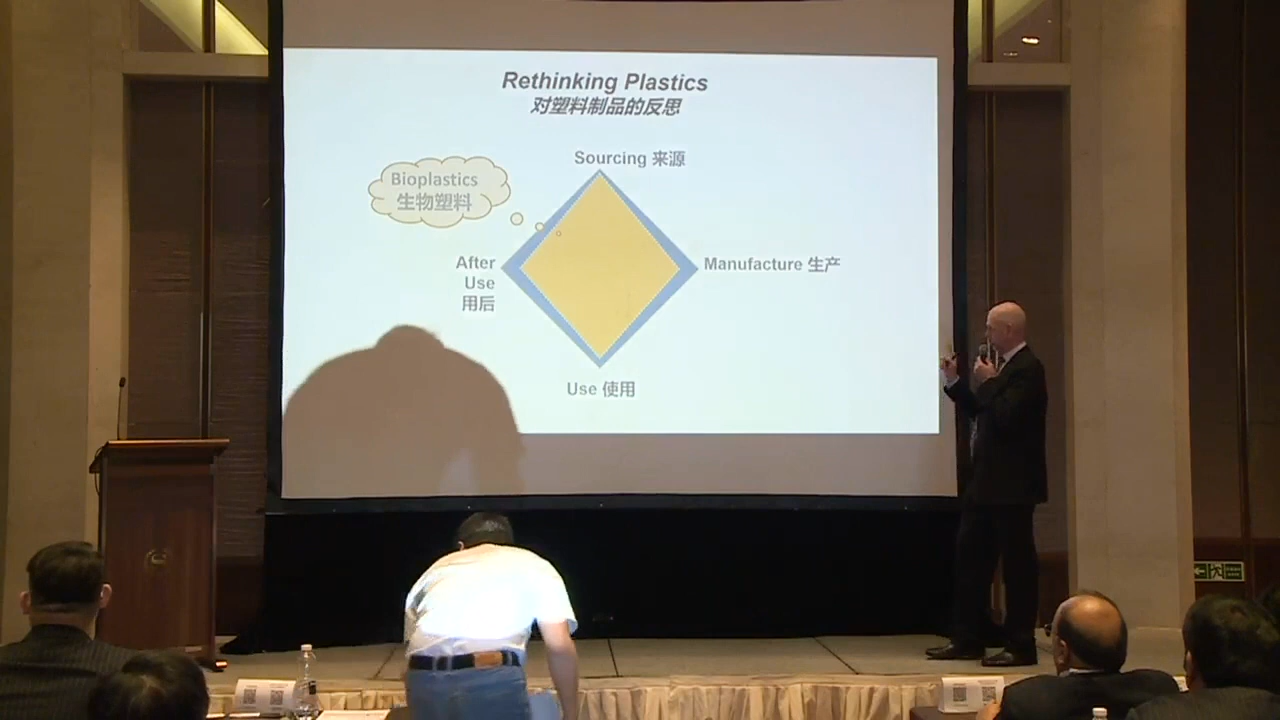 Rethinking Plastics
对塑料制品的反思
Sourcing 来源
Bioplastics
生物塑料
After
Use
用后
Manufacture 生产
Use 使用